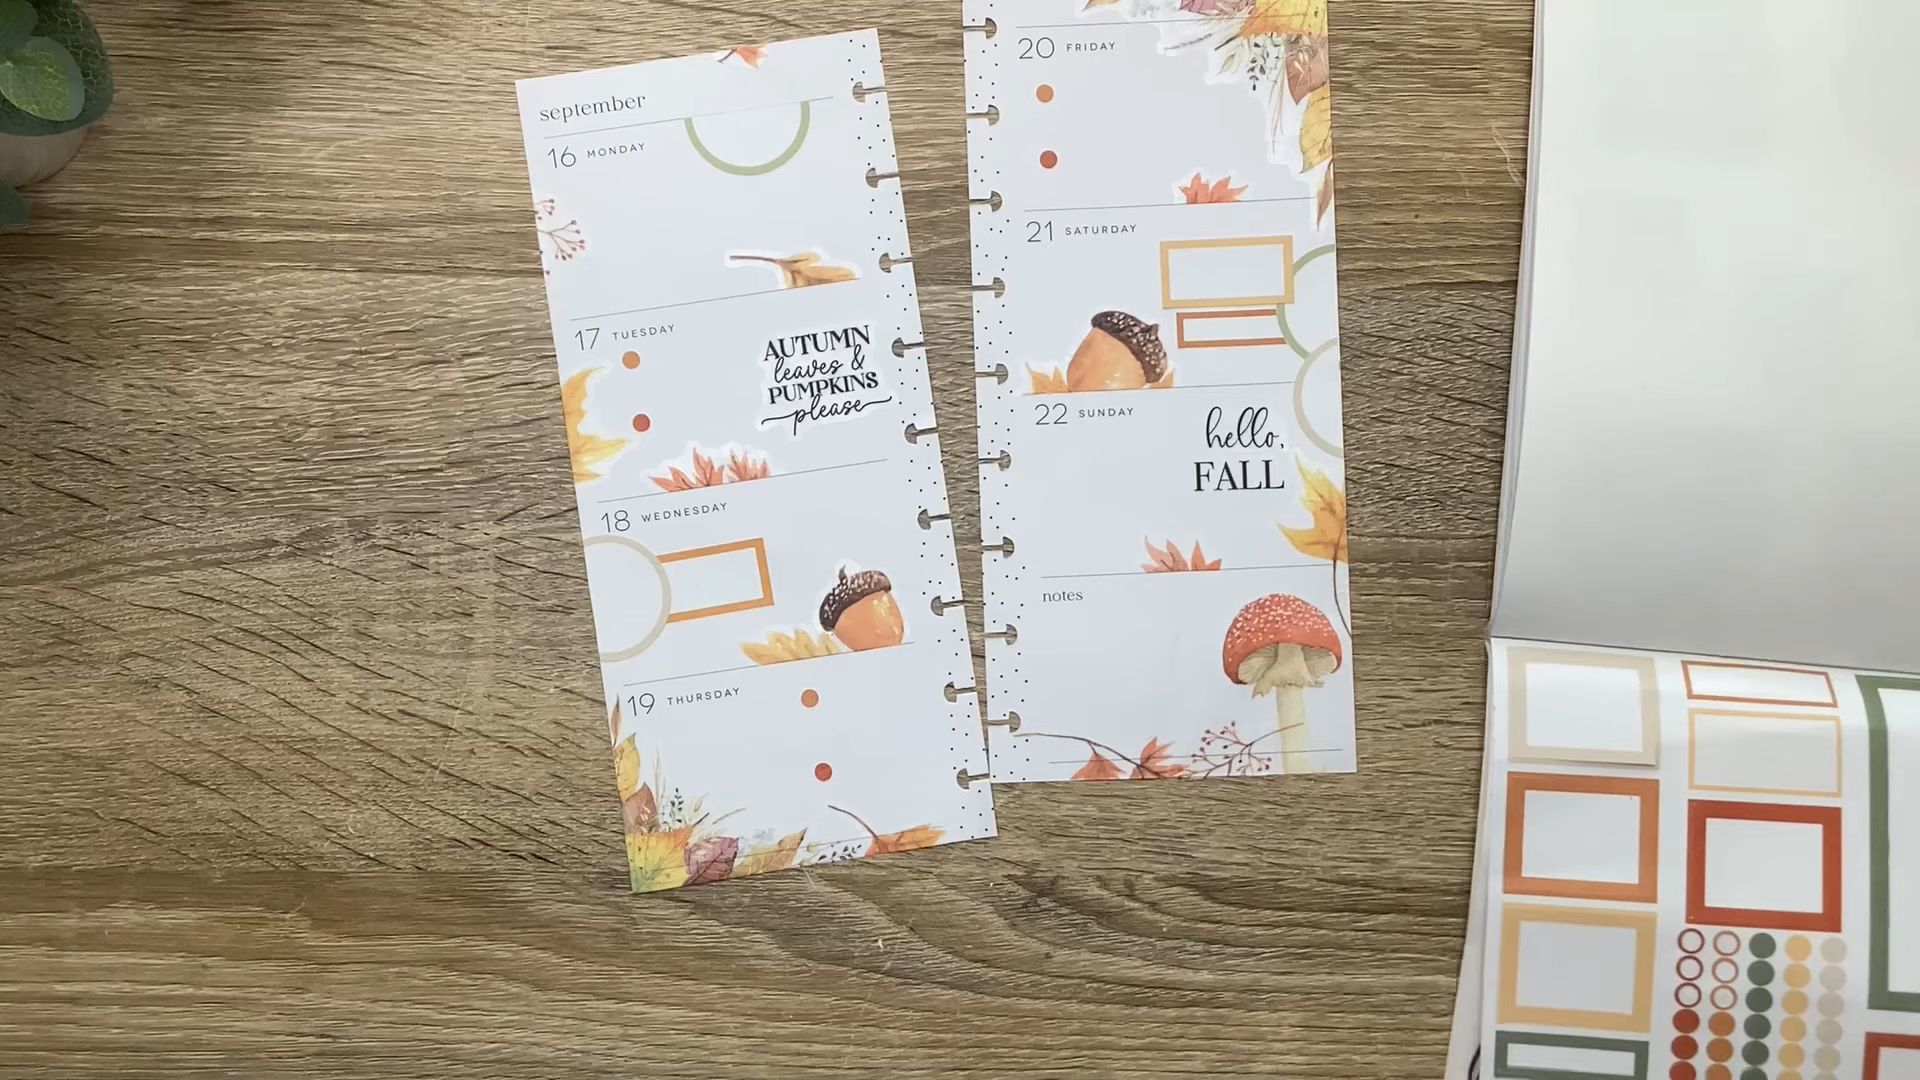 september
16 MONDAY
17 TUESDAY
AUTUMN
leaves &
PUMPKINS
please
18 WEDNESDAY
19 THURSDAY
20 FRIDAY
21 SATURDAY
22 SUNDAY
hello,
FALL
notes